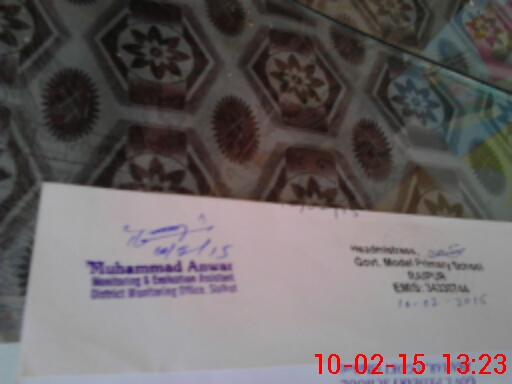 10/2/15
Muhammad Anwar
Monitoring & Evaluation Assistant
District Monitoring Office, Sialkot
Headmistress,
Govt. Model Primary School
RAIPUR
EMIS:
10-02-2015
10-02-15 13:23